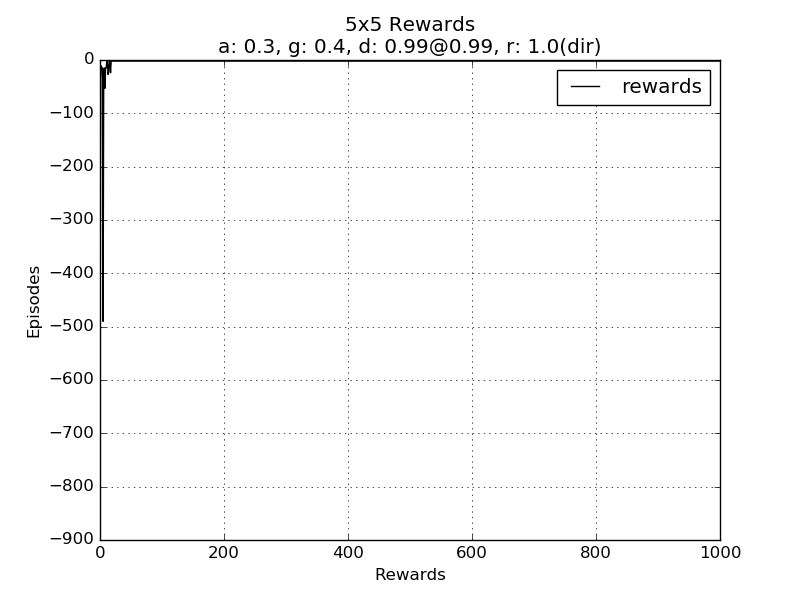 5x5 Rewards
a: 0.3, g: 0.4, d: 0.99@0.99, r: 1.0(dir)
rewards
0
−100
−200
−300
−400
−500
−600
−700
−800
−900
Episodes
0 200 400 600 800 1000
Rewards